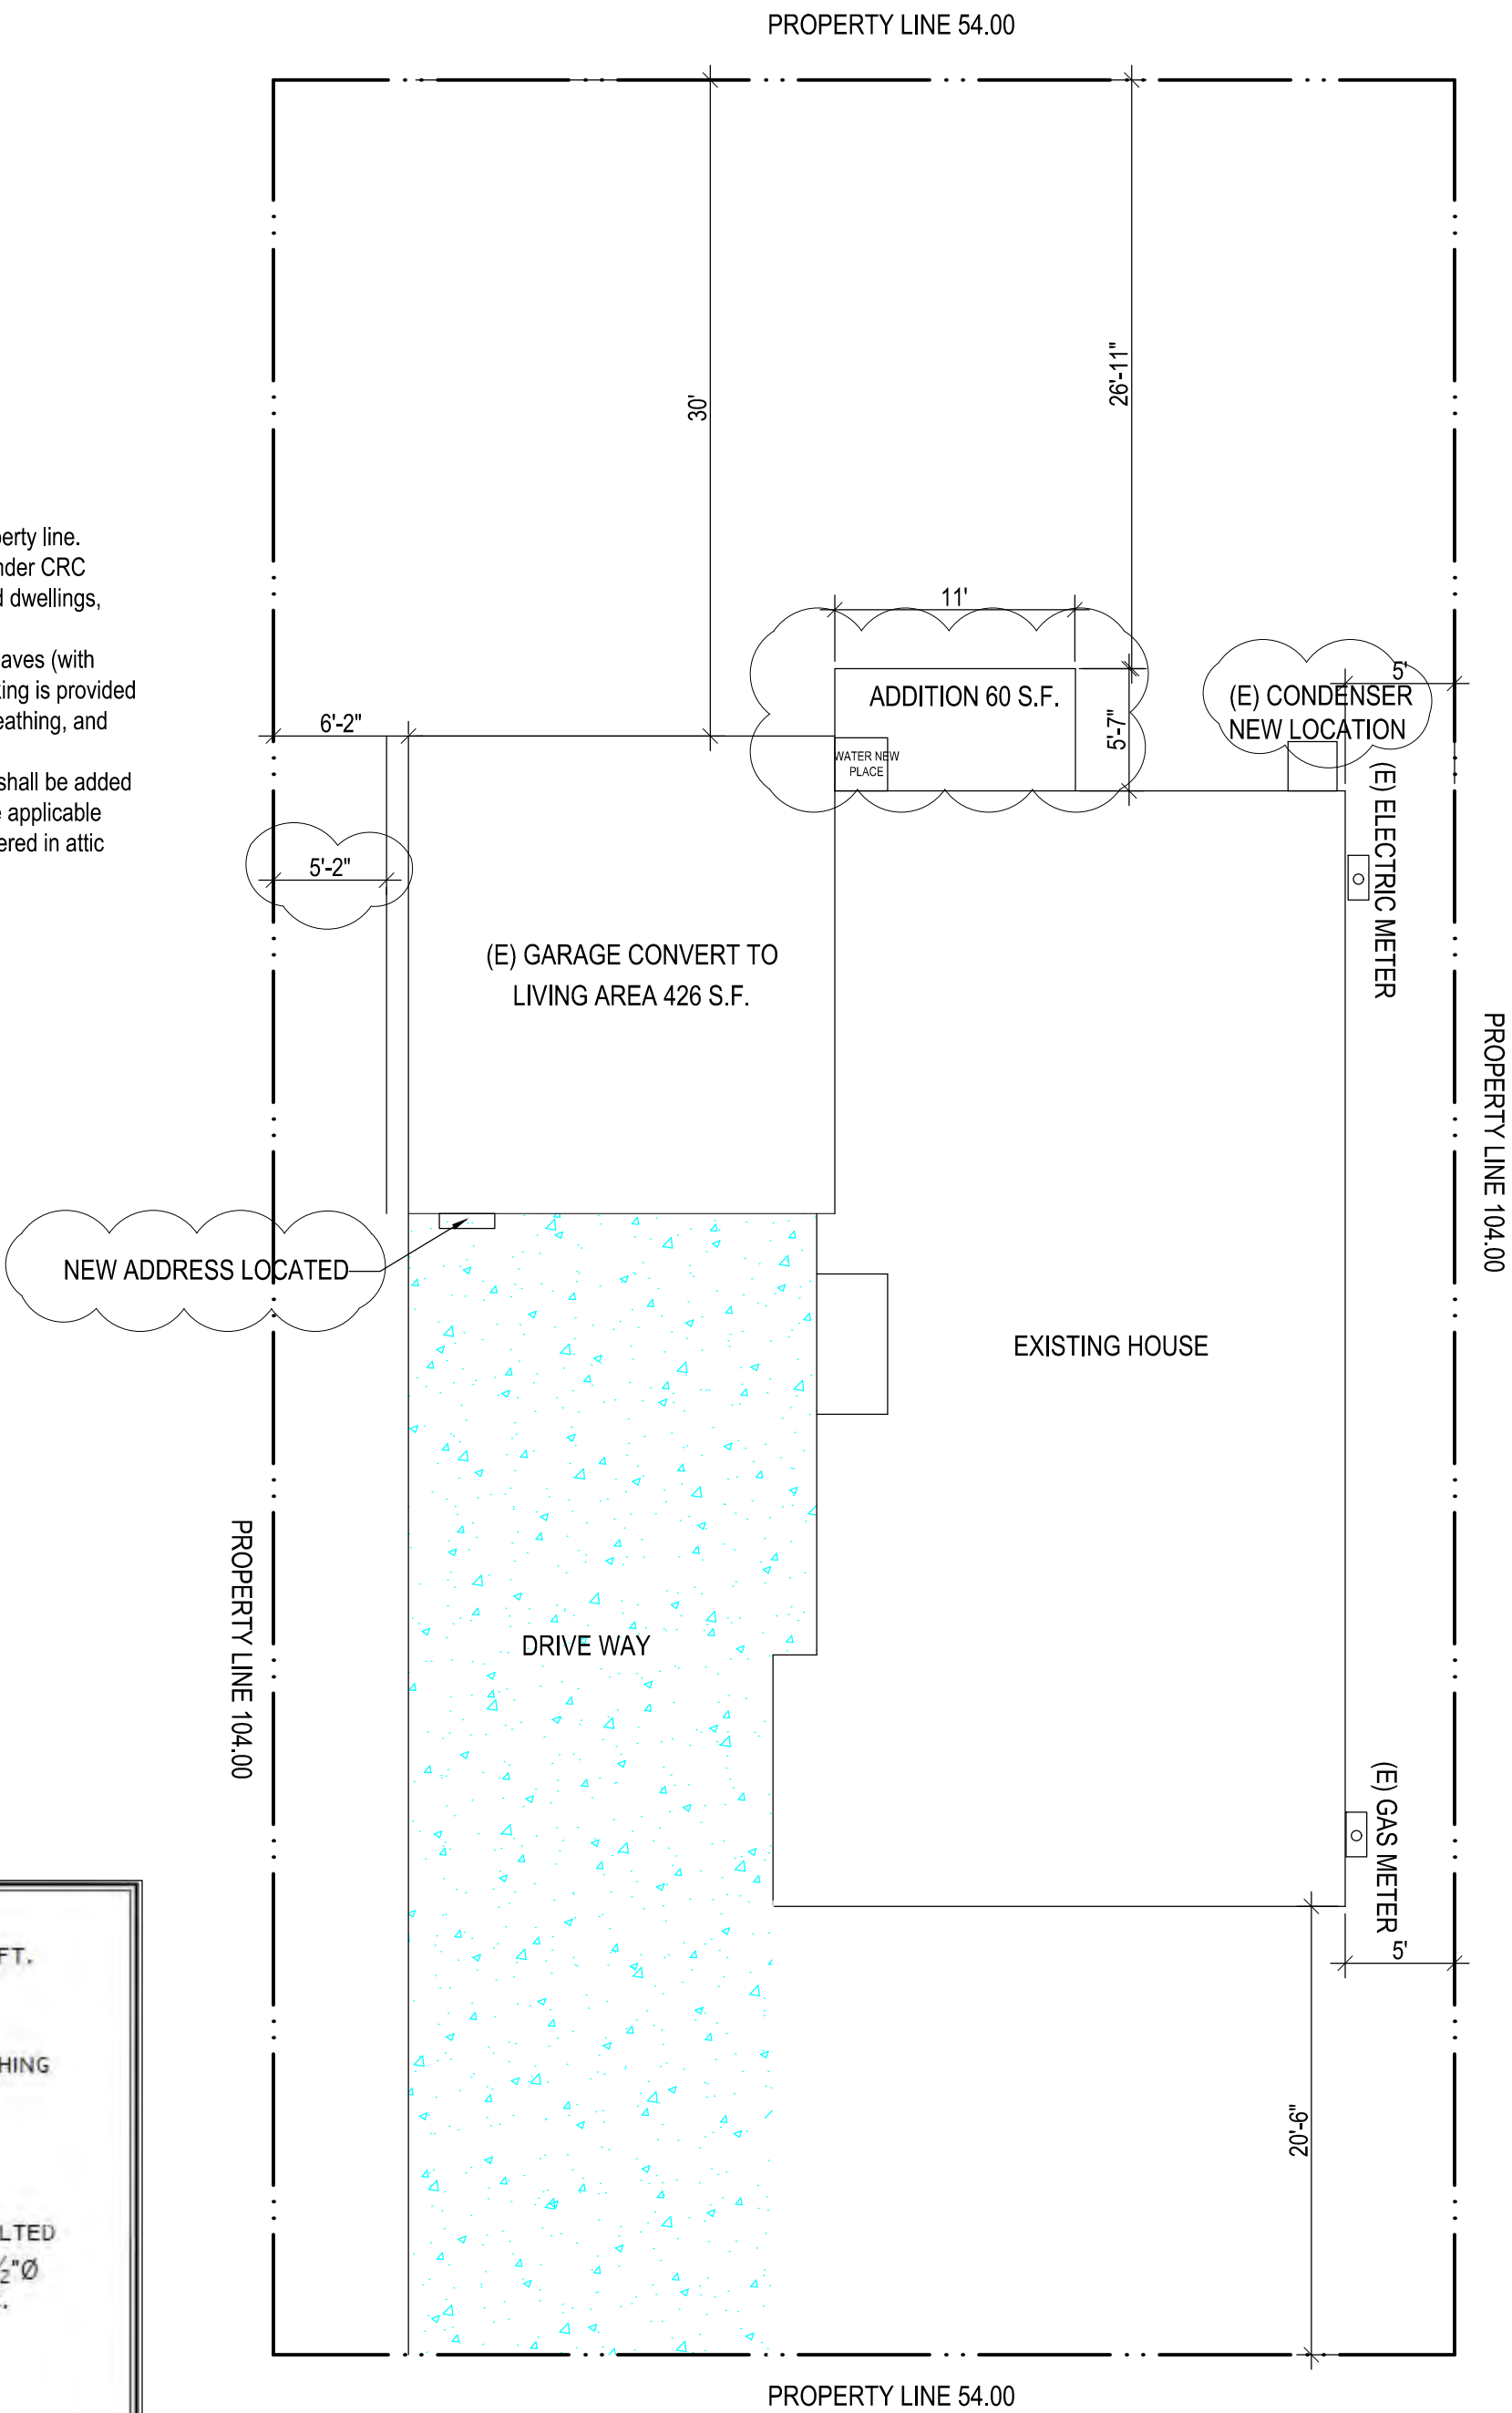 PROPERTY LINE 54.00
30'
26'-11"
erty line.
nder CRC
d dwellings,
aves (with
king is provided
eathing, and
shall be added
e applicable
ered in attic
11'
ADDITION 60 S.F.
5'-7"
WATER NEW
PLACE
5'
(E) CONDENSER
NEW LOCATION
6'-2"
5'-2"
(E) ELECTRIC METER
(E) GARAGE CONVERT TO
LIVING AREA 426 S.F.
PROPERTY LINE 104.00
NEW ADDRESS LOCATED
EXISTING HOUSE
PROPERTY LINE 104.00
DRIVE WAY
(E) GAS METER
5'
20'-6"
FT.
HING
LTED
½"Ø
PROPERTY LINE 54.00